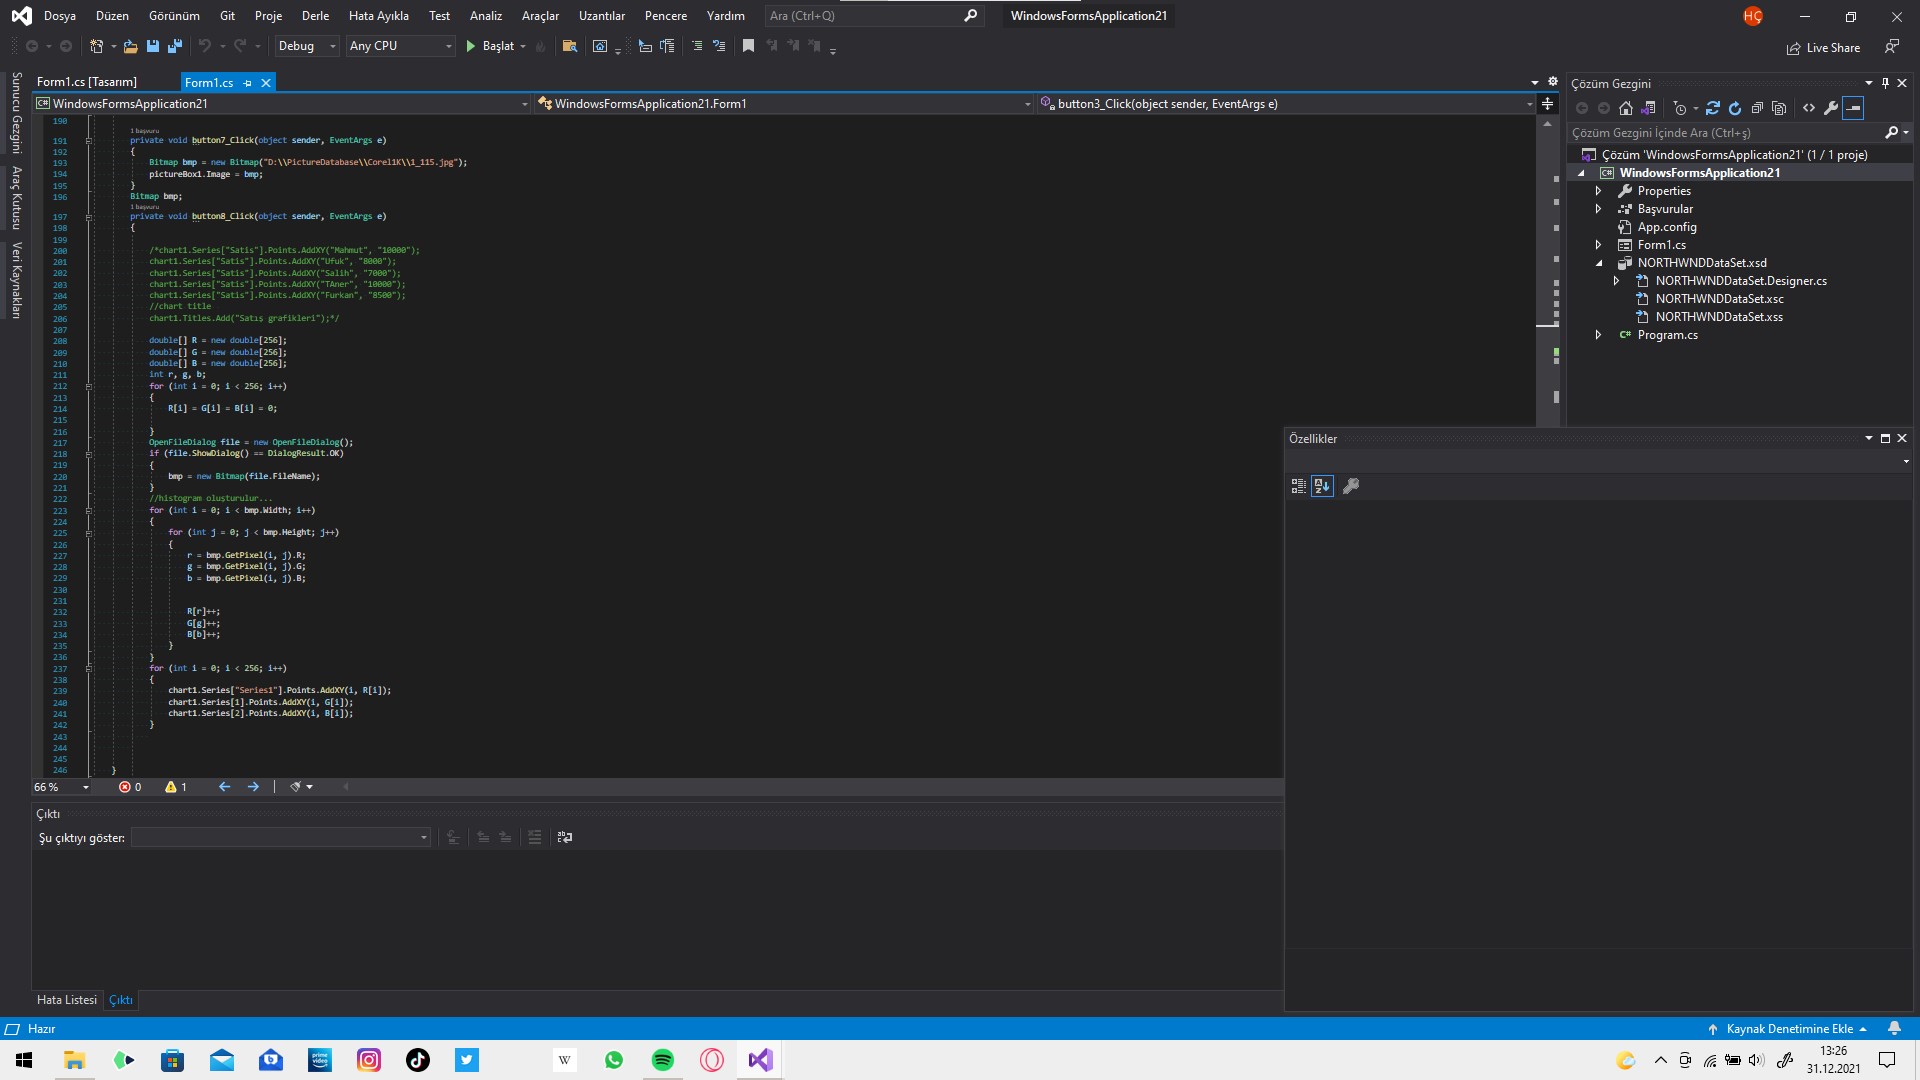 Dosya Düzen Görünüm Git Proje Derle Hata Ayıkla Test Analiz Araçlar Uzantılar Pencere Yardım Ara (Ctrl+Q) WindowsFormsApplication21 HÇ
Debug Any CPU Başlat Live Share
Form1.cs [Tasarım] Form1.cs
WindowsFormsApplication21 WindowsFormsApplication21.Form1 button3_Click(object sender, EventArgs e)
Sunucu Gezgini
Araç Kutusu
Veri Kaynakları
190
1 başvuru
191 private void button7_Click(object sender, EventArgs e)
192 {
193 Bitmap bmp = new Bitmap("D:\\PictureDatabase\\Corel1K\\1_115.jpg");
194 pictureBox1.Image = bmp;
195 }
196 Bitmap bmp;
1 başvuru
197 private void button8_Click(object sender, EventArgs e)
198 {
199
200 /*chart1.Series["Satis"].Points.AddXY("Mahmut", "10000");
201 chart1.Series["Satis"].Points.AddXY("Ufuk", "8000");
202 chart1.Series["Satis"].Points.AddXY("Salih", "7000");
203 chart1.Series["Satis"].Points.AddXY("TAner", "10000");
204 chart1.Series["Satis"].Points.AddXY("Furkan", "8500");
205 //chart title
206 chart1.Titles.Add("Satış grafikleri");*/
207
208 double[] R = new double[256];
209 double[] G = new double[256];
210 double[] B = new double[256];
211 int r, g, b;
212 for (int i = 0; i < 256; i++)
213 {
214 R[i] = G[i] = B[i] = 0;
215
216 }
217 OpenFileDialog file = new OpenFileDialog();
218 if (file.ShowDialog() == DialogResult.OK)
219 {
220 bmp = new Bitmap(file.FileName);
221 }
222 //histogram oluşturulur...
223 for (int i = 0; i < bmp.Width; i++)
224 {
225 for (int j = 0; j < bmp.Height; j++)
226 {
227 r = bmp.GetPixel(i, j).R;
228 g = bmp.GetPixel(i, j).G;
229 b = bmp.GetPixel(i, j).B;
230
231
232 R[r]++;
233 G[g]++;
234 B[b]++;
235 }
236 }
237 for (int i = 0; i < 256; i++)
238 {
239 chart1.Series["Series1"].Points.AddXY(i, R[i]);
240 chart1.Series[1].Points.AddXY(i, G[i]);
241 chart1.Series[2].Points.AddXY(i, B[i]);
242 }
243
244
245
246 }
66 % 0 1
Çıktı
Şu çıktıyı göster:
Hata Listesi Çıktı
Çözüm Gezgini
Çözüm Gezgini İçinde Ara (Ctrl+ş)
Çözüm 'WindowsFormsApplication21' (1 / 1 proje)
WindowsFormsApplication21
Properties
Başvurular
App.config
Form1.cs
NORTHWNDDataSet.xsd
NORTHWNDDataSet.Designer.cs
NORTHWNDDataSet.xsc
NORTHWNDDataSet.xss
Program.cs
Özellikler
Hazır Kaynak Denetimine Ekle
prime video
W
13:26
31.12.2021